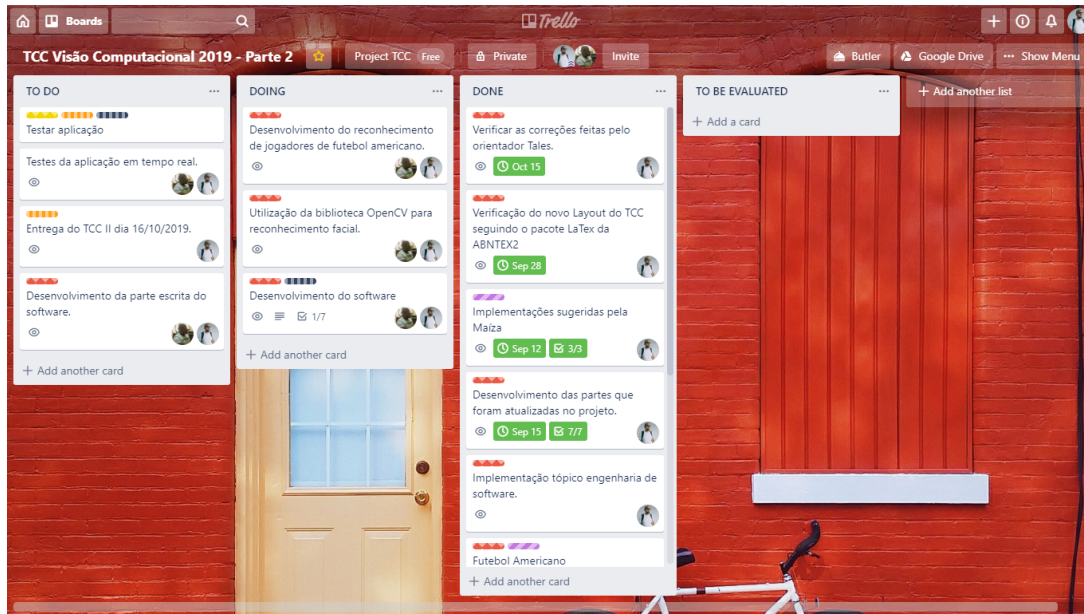 Boards
Trello
TCC Visão Computacional 2019 - Parte 2
Project TCC Free
Private
Invite
Butler
Google Drive
··· Show Menu
TO DO ···
Testar aplicação
Testes da aplicação em tempo real.
Entrega do TCC II dia 16/10/2019.
Desenvolvimento da parte escrita do
software.
+ Add another card
DOING ···
Desenvolvimento do reconhecimento
de jogadores de futebol americano.
Utilização da biblioteca OpenCV para
reconhecimento facial.
Desenvolvimento do software
1/7
+ Add another card
DONE ···
Verificar as correções feitas pelo
orientador Tales.
Oct 15
Verificação do novo Layout do TCC
seguindo o pacote LaTex da
ABNTEX2
Sep 28
Implementações sugeridas pela
Maíza
Sep 12 3/3
Desenvolvimento das partes que
foram atualizadas no projeto.
Sep 15 7/7
Implementação tópico engenharia de
software.
Futebol Americano
+ Add another card
TO BE EVALUATED ···
+ Add a card
+ Add another list